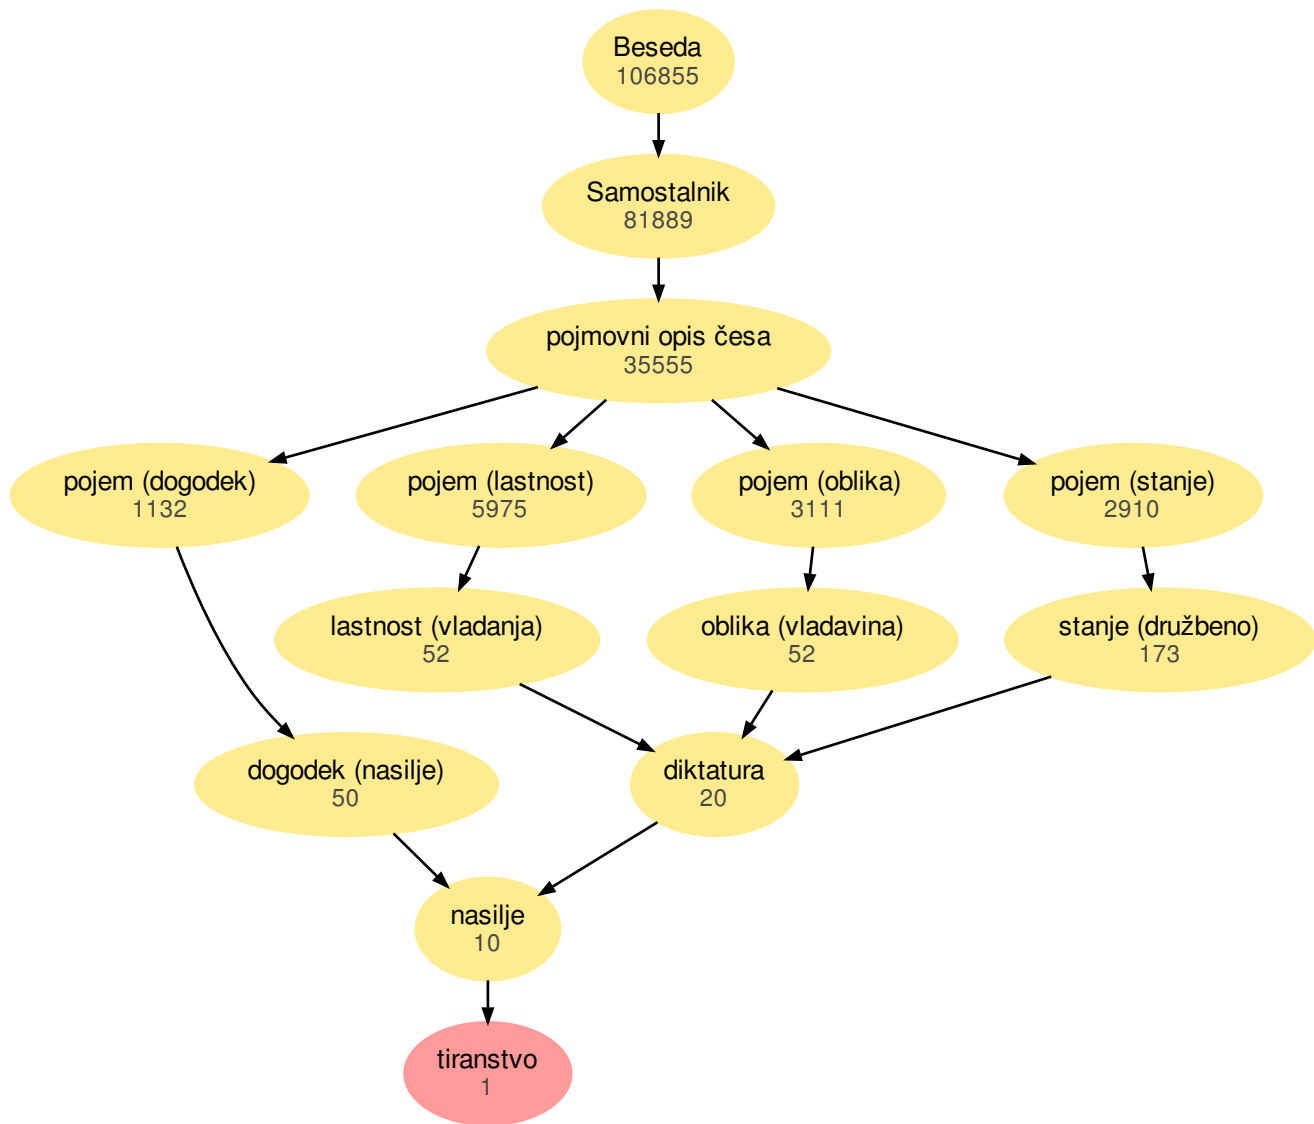 Beseda
106855
Samostalnik
81889
pojmovni opis česa
35555
pojem (dogodek)
1132
pojem (lastnost)
5975
pojem (oblika)
3111
pojem (stanje)
2910
lastnost (vladanja)
52
oblika (vladavina)
52
stanje (družbeno)
173
dogodek (nasilje)
50
diktatura
20
nasilje
10
tiranstvo
1